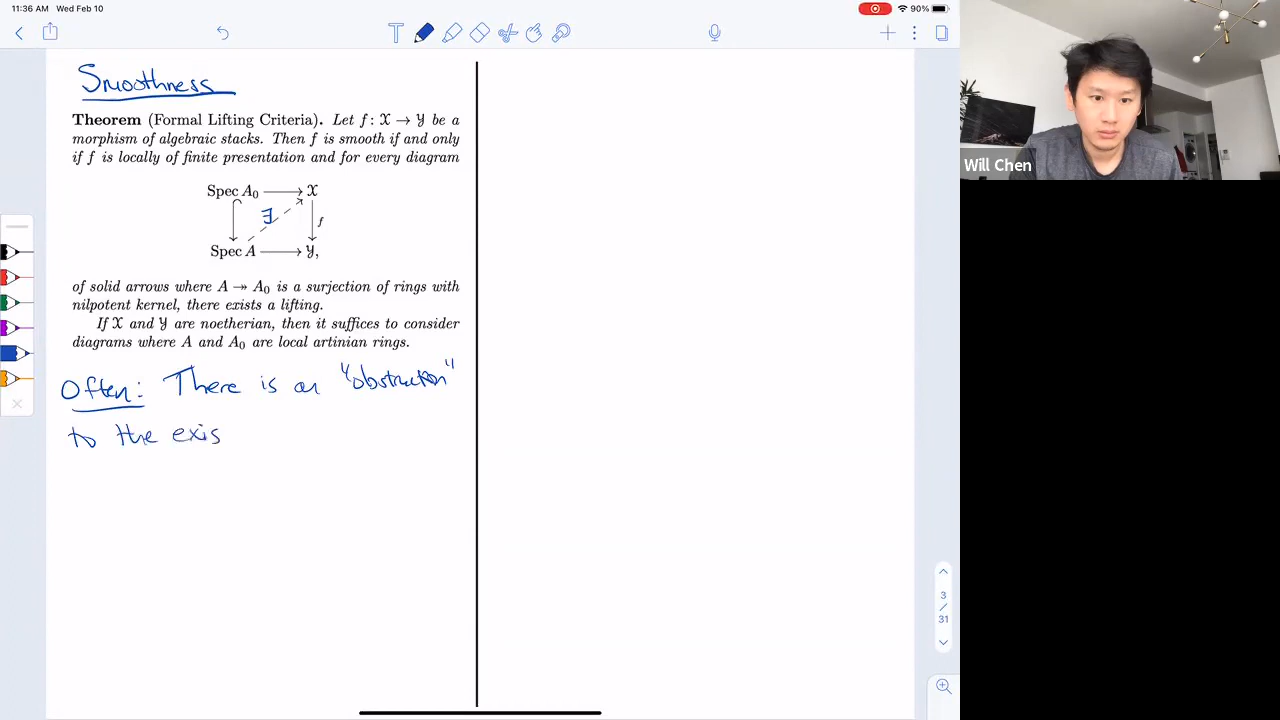 11:36 AM Wed Feb 10
90%
Smoothness
Theorem (Formal Lifting Criteria). Let f: 𝒳 → 𝒴 be a
morphism of algebraic stacks. Then f is smooth if and only
if f is locally of finite presentation and for every diagram
Spec A₀ → 𝒳
∃ f
Spec A → 𝒴,
of solid arrows where A ↠ A₀ is a surjection of rings with
nilpotent kernel, there exists a lifting.
If 𝒳 and 𝒴 are noetherian, then it suffices to consider
diagrams where A and A₀ are local artinian rings.
Often: There is an "obstruction"
to the exis
3
/
31
Will Chen